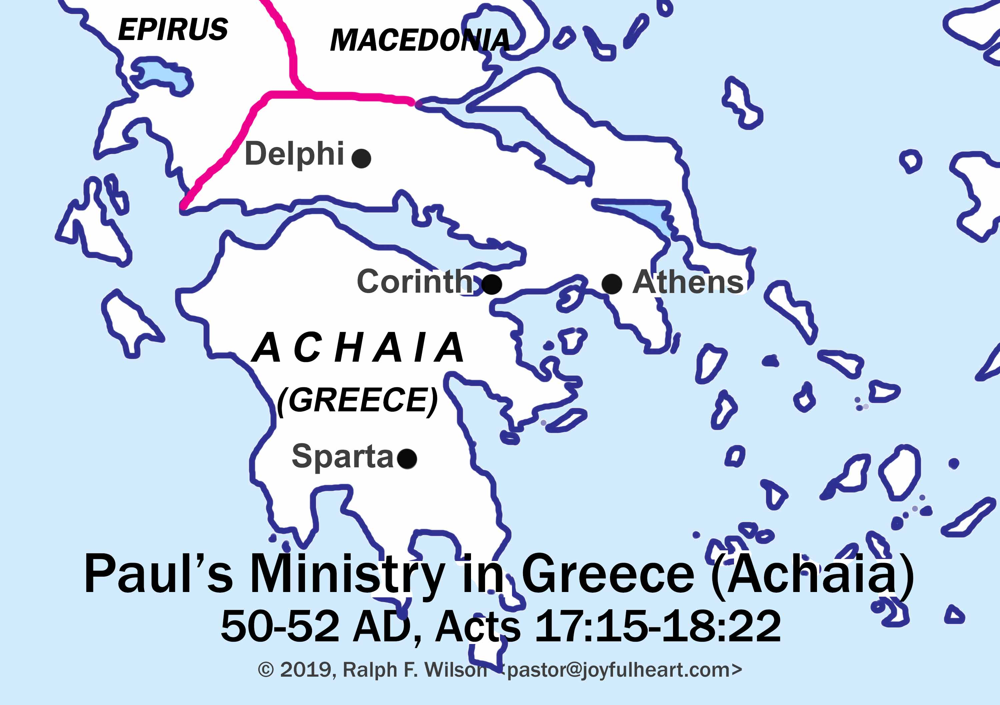 EPIRUS
MACEDONIA
Delphi
Corinth
Athens
ACHAIA
(GREECE)
Sparta
Paul’s Ministry in Greece (Achaia)
50-52 AD, Acts 17:15-18:22
© 2019, Ralph F. Wilson <pastor@joyfulheart.com>